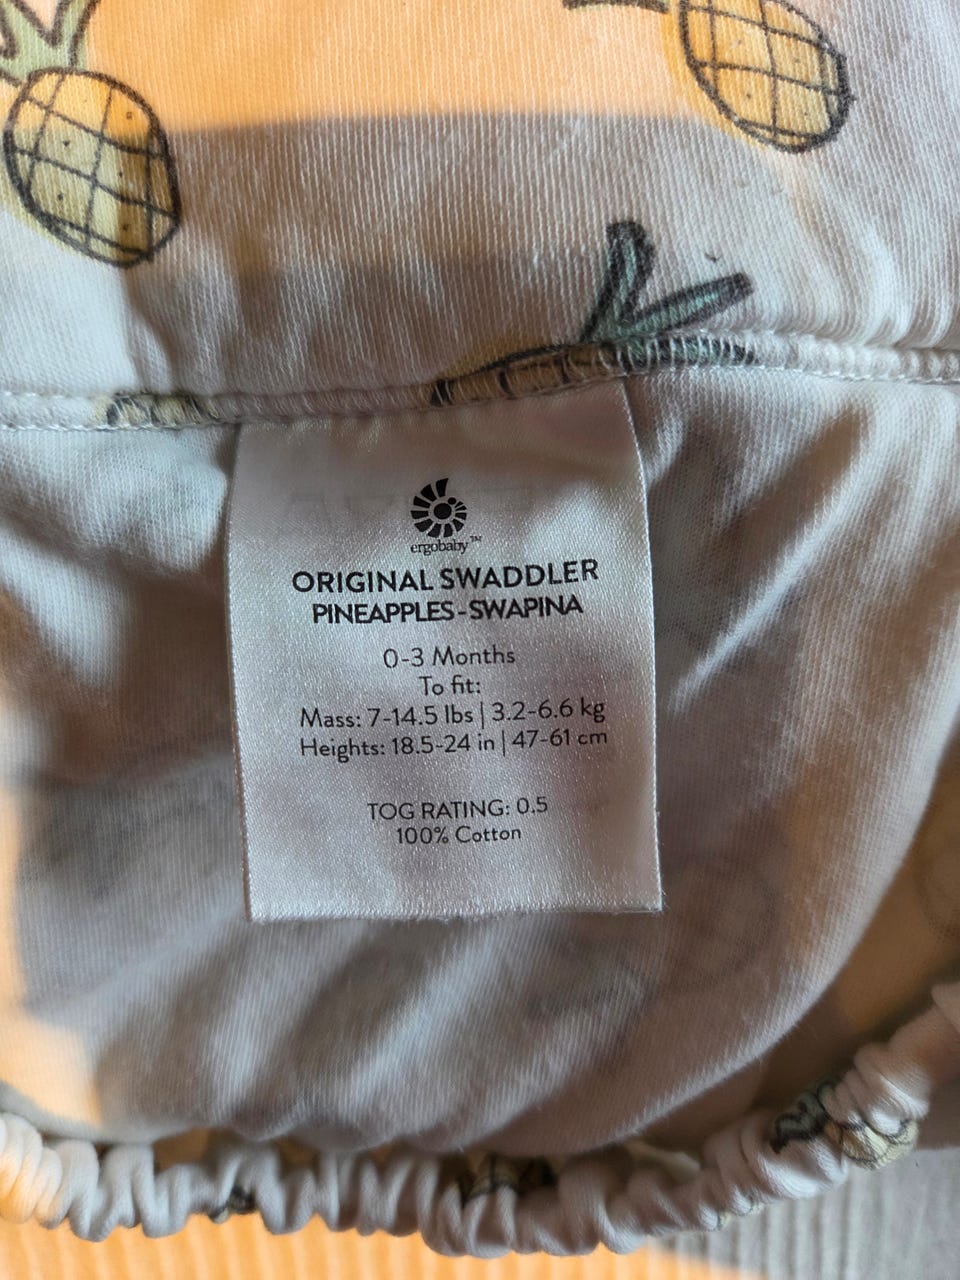 ergobaby™
ORIGINAL SWADDLER
PINEAPPLES-SWAPINA
0-3 Months
To fit:
Mass: 7-14.5 lbs | 3.2-6.6 kg
Heights: 18.5-24 in | 47-61 cm
TOG RATING: 0.5
100% Cotton